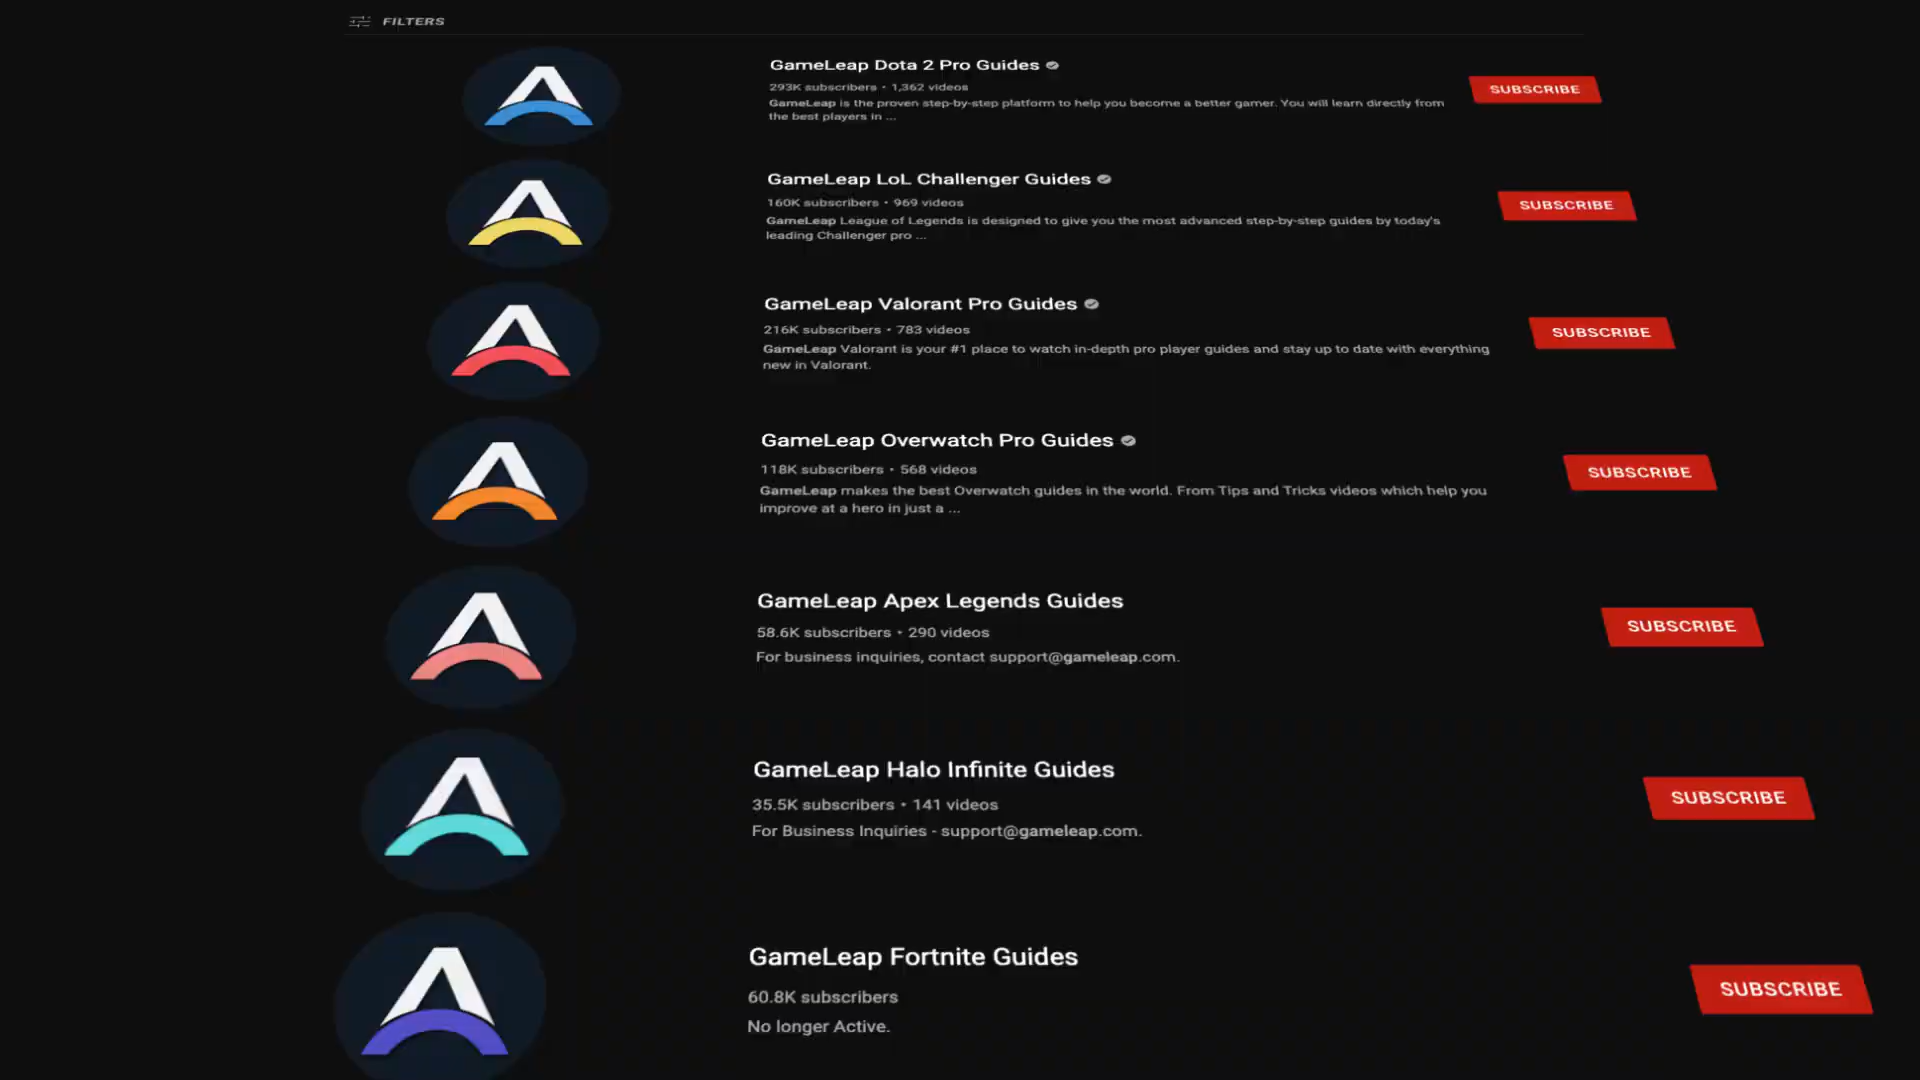 FILTERS
GameLeap Dota 2 Pro Guides
293K subscribers • 1,362 videos
GameLeap is the proven step-by-step platform to help you become a better gamer. You will learn directly from
the best players in ...
SUBSCRIBE
GameLeap LoL Challenger Guides
160K subscribers • 969 videos
GameLeap League of Legends is designed to give you the most advanced step-by-step guides by today's
leading Challenger pro ...
SUBSCRIBE
GameLeap Valorant Pro Guides
216K subscribers • 783 videos
GameLeap Valorant is your #1 place to watch in-depth pro player guides and stay up to date with everything
new in Valorant.
SUBSCRIBE
GameLeap Overwatch Pro Guides
118K subscribers • 568 videos
GameLeap makes the best Overwatch guides in the world. From Tips and Tricks videos which help you
improve at a hero in just a ...
SUBSCRIBE
GameLeap Apex Legends Guides
58.6K subscribers • 290 videos
For business inquiries, contact support@gameleap.com.
SUBSCRIBE
GameLeap Halo Infinite Guides
35.5K subscribers • 141 videos
For Business Inquiries - support@gameleap.com.
SUBSCRIBE
GameLeap Fortnite Guides
60.8K subscribers
No longer Active.
SUBSCRIBE